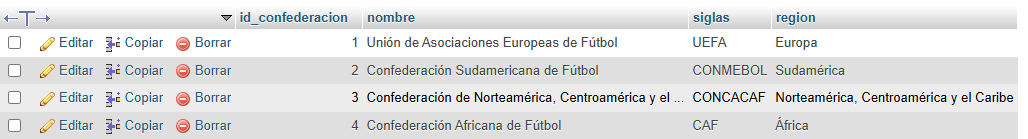 id_confederacion nombre siglas region
Editar Copiar Borrar 1 Unión de Asociaciones Europeas de Fútbol UEFA Europa
Editar Copiar Borrar 2 Confederación Sudamericana de Fútbol CONMEBOL Sudamérica
Editar Copiar Borrar 3 Confederación de Norteamérica, Centroamérica y el ... CONCACAF Norteamérica, Centroamérica y el Caribe
Editar Copiar Borrar 4 Confederación Africana de Fútbol CAF África